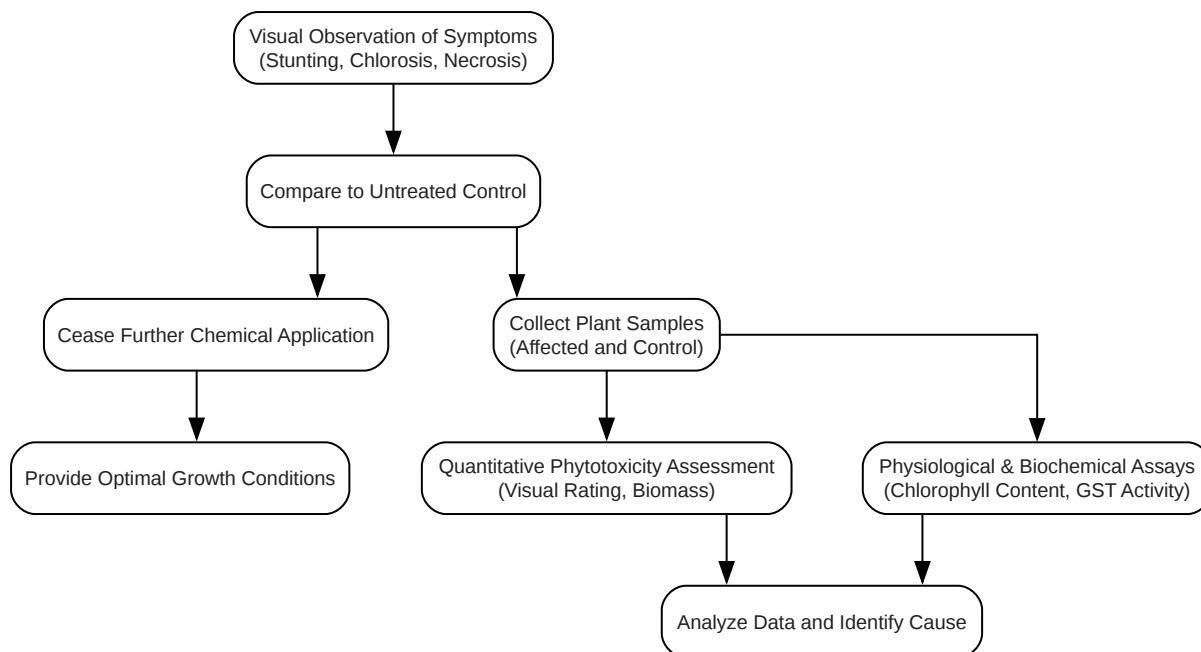 Visual Observation of Symptoms
(Stunting, Chlorosis, Necrosis)
Compare to Untreated Control
Cease Further Chemical Application
Collect Plant Samples
(Affected and Control)
Provide Optimal Growth Conditions
Quantitative Phytotoxicity Assessment
(Visual Rating, Biomass)
Physiological & Biochemical Assays
(Chlorophyll Content, GST Activity)
Analyze Data and Identify Cause